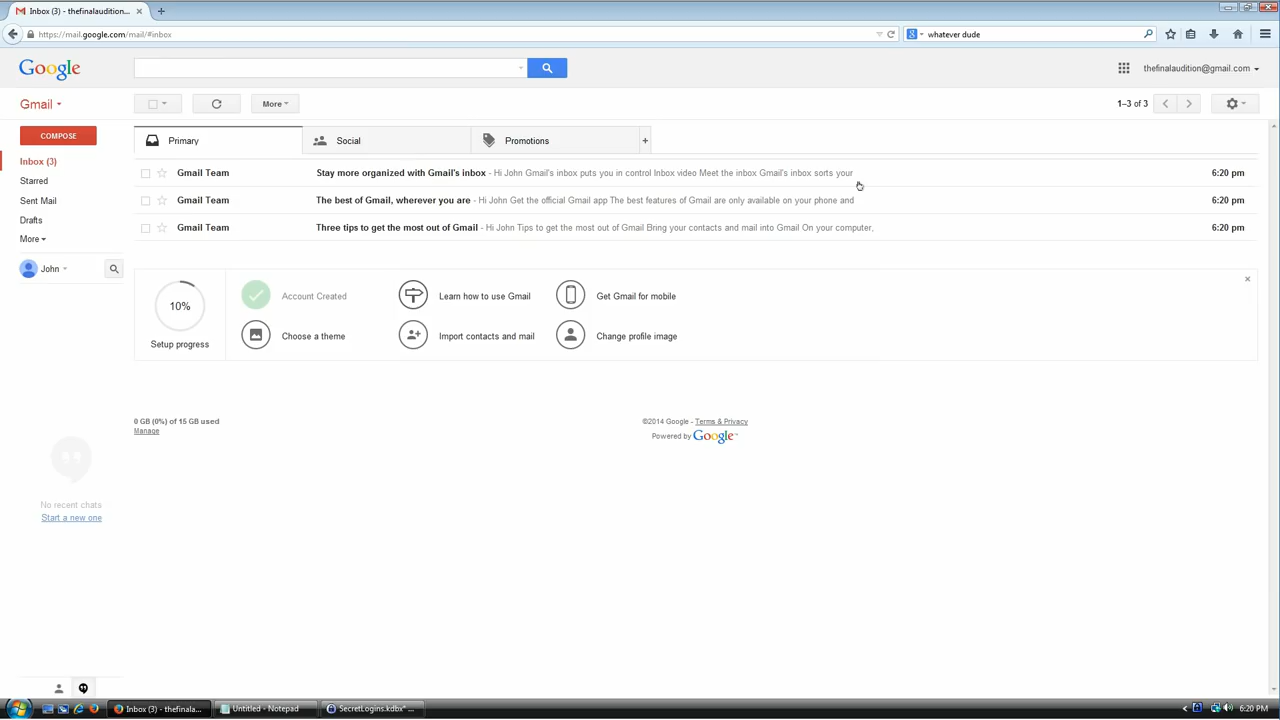 Inbox (3) - thefinalaudition...
https://mail.google.com/mail/#inbox
whatever dude
Google
thefinalaudition@gmail.com
Gmail
More
1–3 of 3
COMPOSE
Primary
Social
Promotions
+
Inbox (3)
Starred
Sent Mail
Drafts
More
John
Gmail Team Stay more organized with Gmail's inbox - Hi John Gmail's inbox puts you in control Inbox video Meet the inbox Gmail's inbox sorts your 6:20 pm
Gmail Team The best of Gmail, wherever you are - Hi John Get the official Gmail app The best features of Gmail are only available on your phone and 6:20 pm
Gmail Team Three tips to get the most out of Gmail - Hi John Tips to get the most out of Gmail Bring your contacts and mail into Gmail On your computer, 6:20 pm
10%
Setup progress
Account Created
Learn how to use Gmail
Get Gmail for mobile
Choose a theme
Import contacts and mail
Change profile image
0 GB (0%) of 15 GB used
Manage
©2014 Google - Terms & Privacy
Powered by Google™
No recent chats
Start a new one
Inbox (3) - thefinala...
Untitled - Notepad
SecretLogins.kdbx* ...
6:20 PM